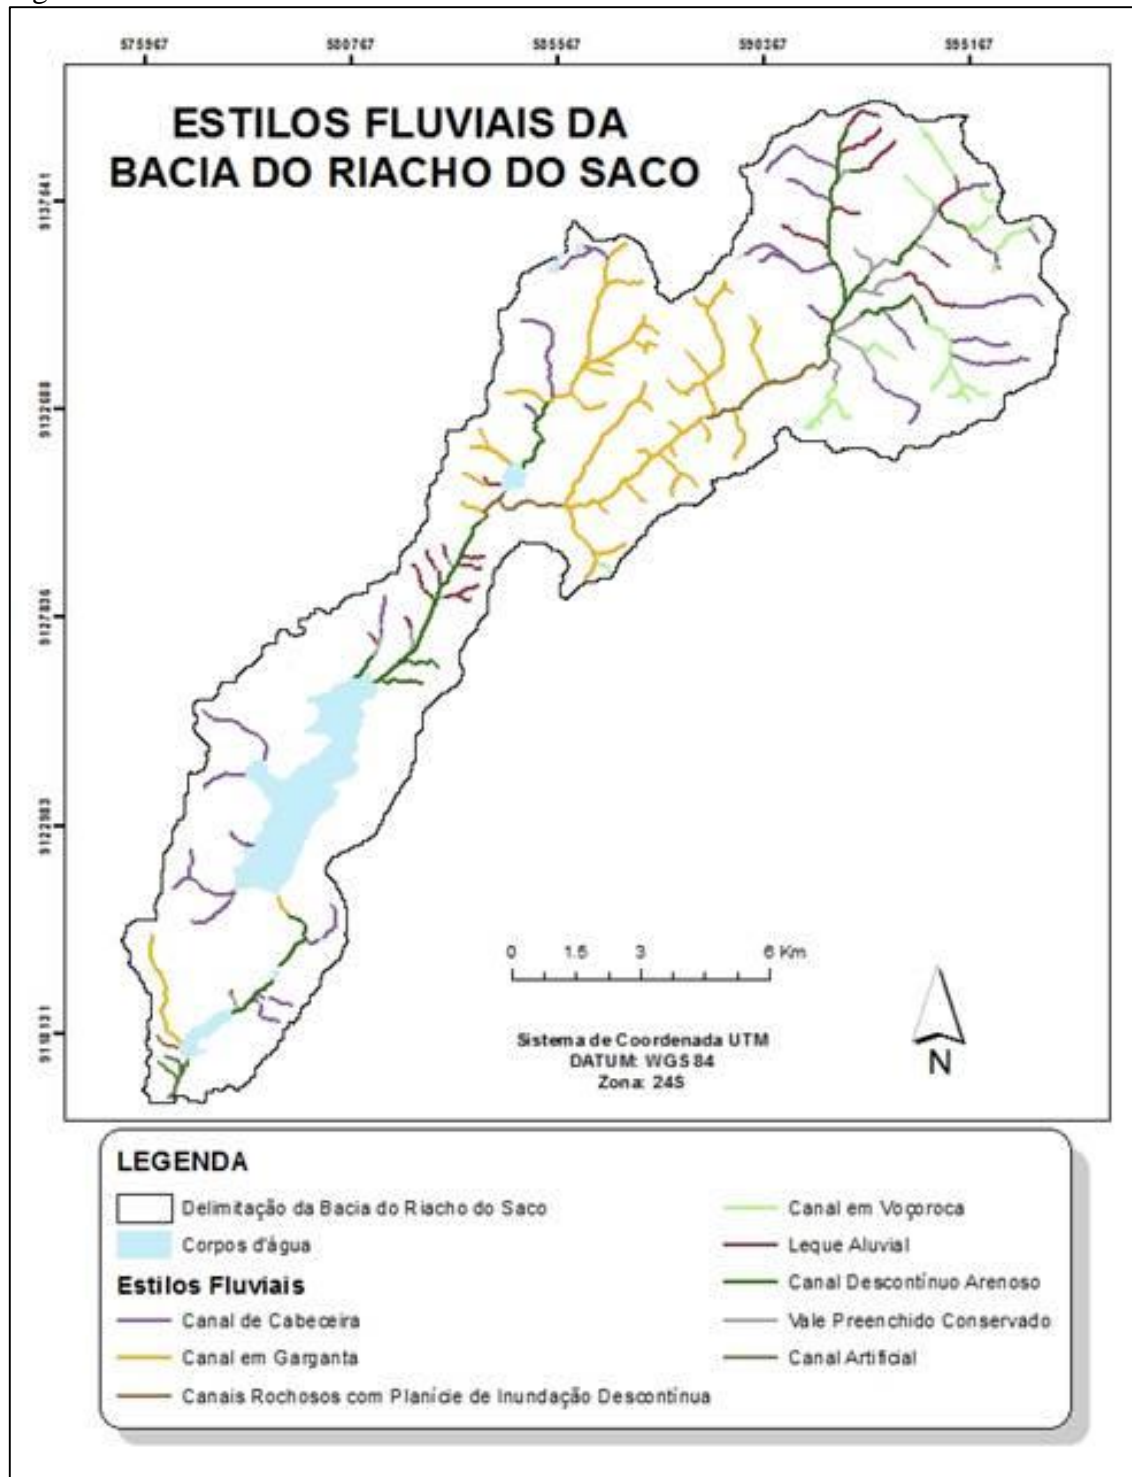 575967 580767 585567 590367 595167
ESTILOS FLUVIAIS DA
BACIA DO RIACHO DO SACO
9137641
9132688
9127836
9122983
9118131
0 1.5 3 6 Km
Sistema de Coordenada UTM
DATUM: WGS 84
Zona: 24S
N
LEGENDA
Delimitação da Bacia do Riacho do Saco
Corpos d'água
Estilos Fluviais
Canal de Cabeceira
Canal em Garganta
Canais Rochosos com Planície de Inundação Descontínua
Canal em Voçoroca
Leque Aluvial
Canal Descontínuo Arenoso
Vale Preenchido Conservado
Canal Artificial